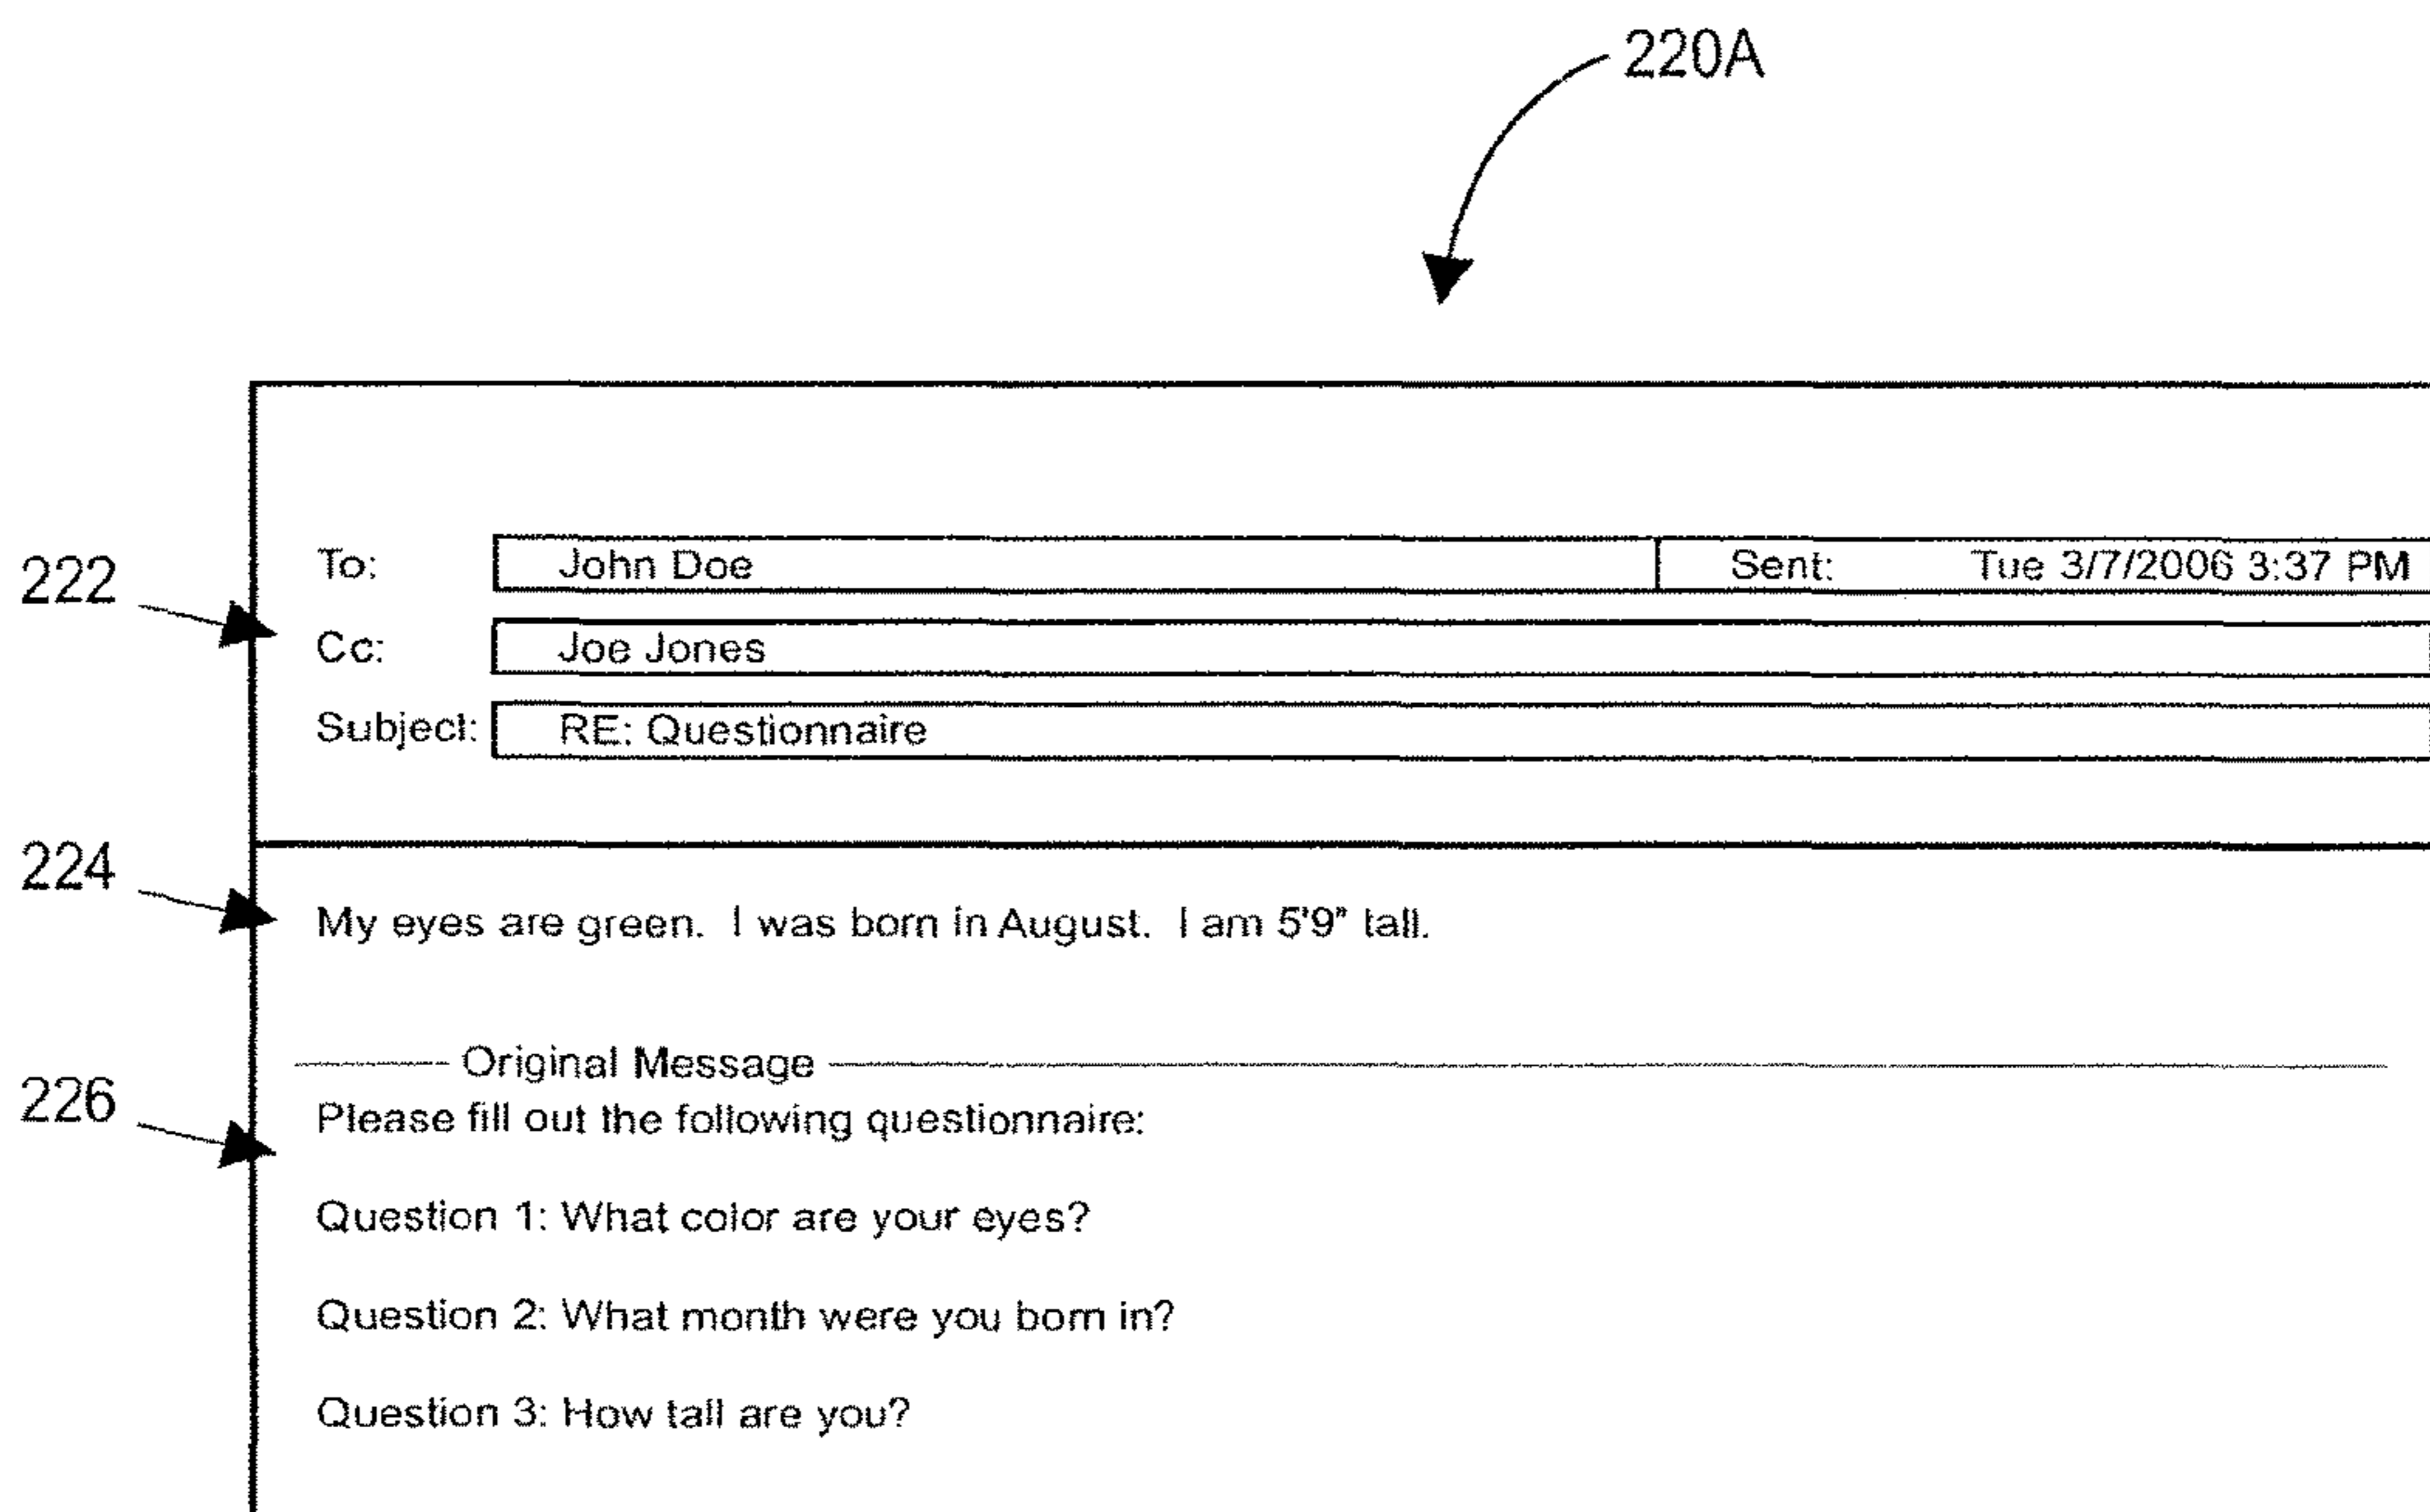 220A
To: John Doe Sent: Tue 3/7/2006 3:37 PM
222
Cc: Joe Jones
Subject: RE: Questionnaire
224
My eyes are green. I was born in August. I am 5'9" tall.
Original Message
226
Please fill out the following questionnaire:
Question 1: What color are your eyes?
Question 2: What month were you born in?
Question 3: How tall are you?